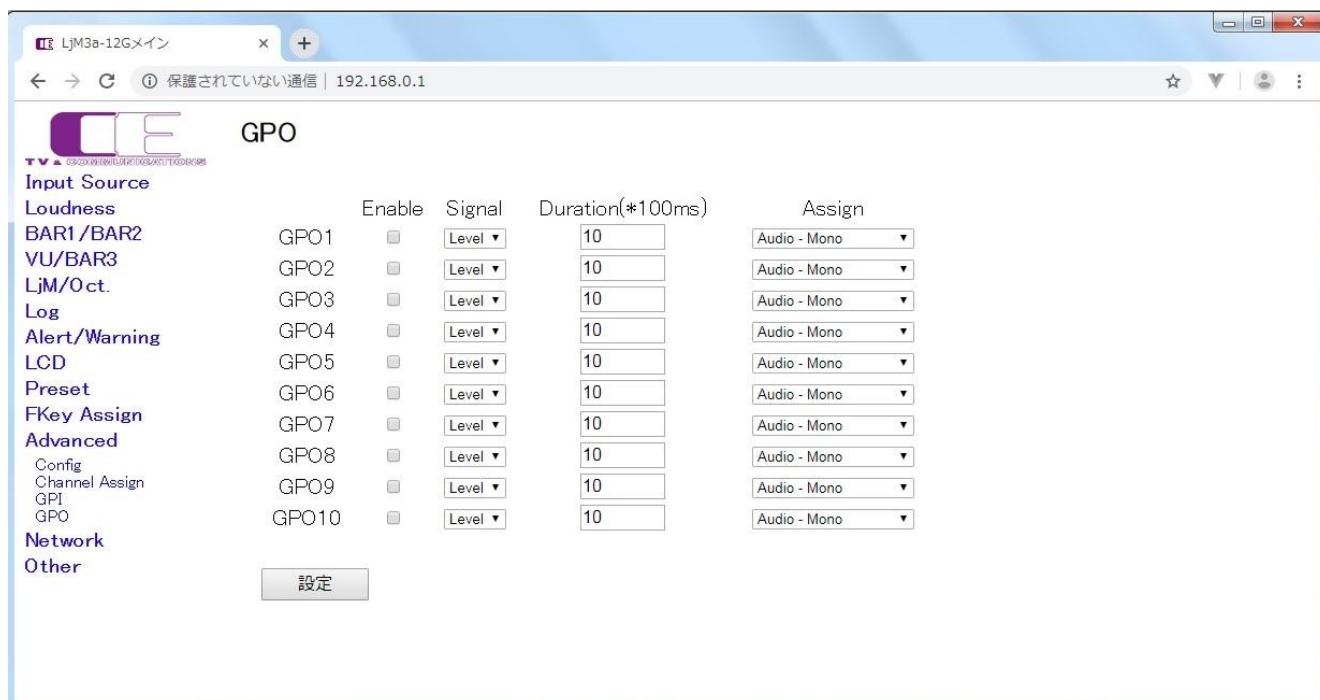 LjM3a-12Gメイン
保護されていない通信 | 192.168.0.1
TV & COMMUNICATIONS
GPO
Input Source
Loudness
BAR1/BAR2
VU/BAR3
LjM/Oct.
Log
Alert/Warning
LCD
Preset
FKey Assign
Advanced
Config
Channel Assign
GPI
GPO
Network
Other
Enable Signal Duration(*100ms) Assign
GPO1 Level 10 Audio - Mono
GPO2 Level 10 Audio - Mono
GPO3 Level 10 Audio - Mono
GPO4 Level 10 Audio - Mono
GPO5 Level 10 Audio - Mono
GPO6 Level 10 Audio - Mono
GPO7 Level 10 Audio - Mono
GPO8 Level 10 Audio - Mono
GPO9 Level 10 Audio - Mono
GPO10 Level 10 Audio - Mono
設定